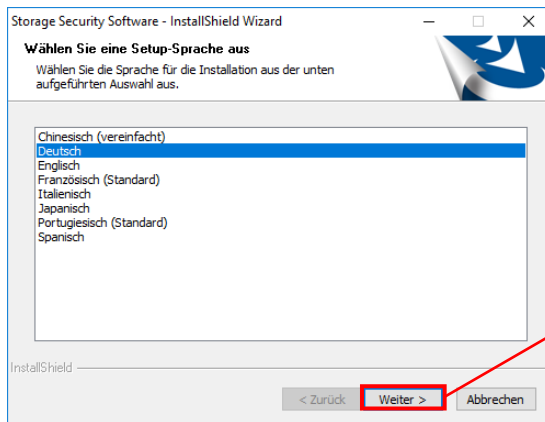 Storage Security Software - InstallShield Wizard
Wählen Sie eine Setup-Sprache aus
Wählen Sie die Sprache für die Installation aus der unten
aufgeführten Auswahl aus.
Chinesisch (vereinfacht)
Deutsch
Englisch
Französisch (Standard)
Italienisch
Japanisch
Portugiesisch (Standard)
Spanisch
InstallShield
< Zurück Weiter > Abbrechen